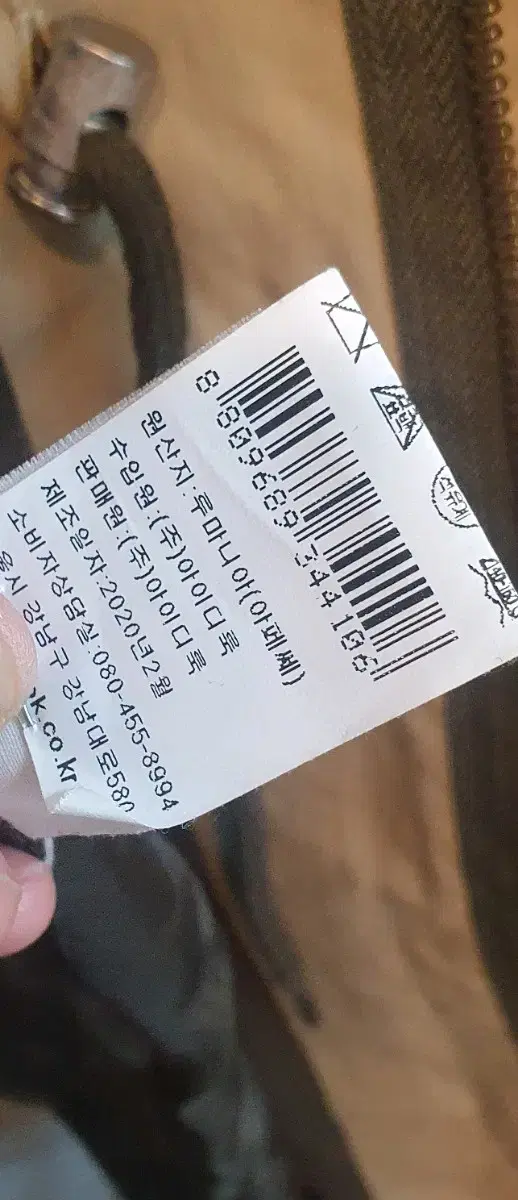 8 809689 344106
원산지:루마니아(아페쎄)
수입원:(주)아이디룩
판매원:(주)아이디룩
제조일자:2020년2월
소비자상담실:080-455-8994
울시 강남구 강남대로580
k.co.kr